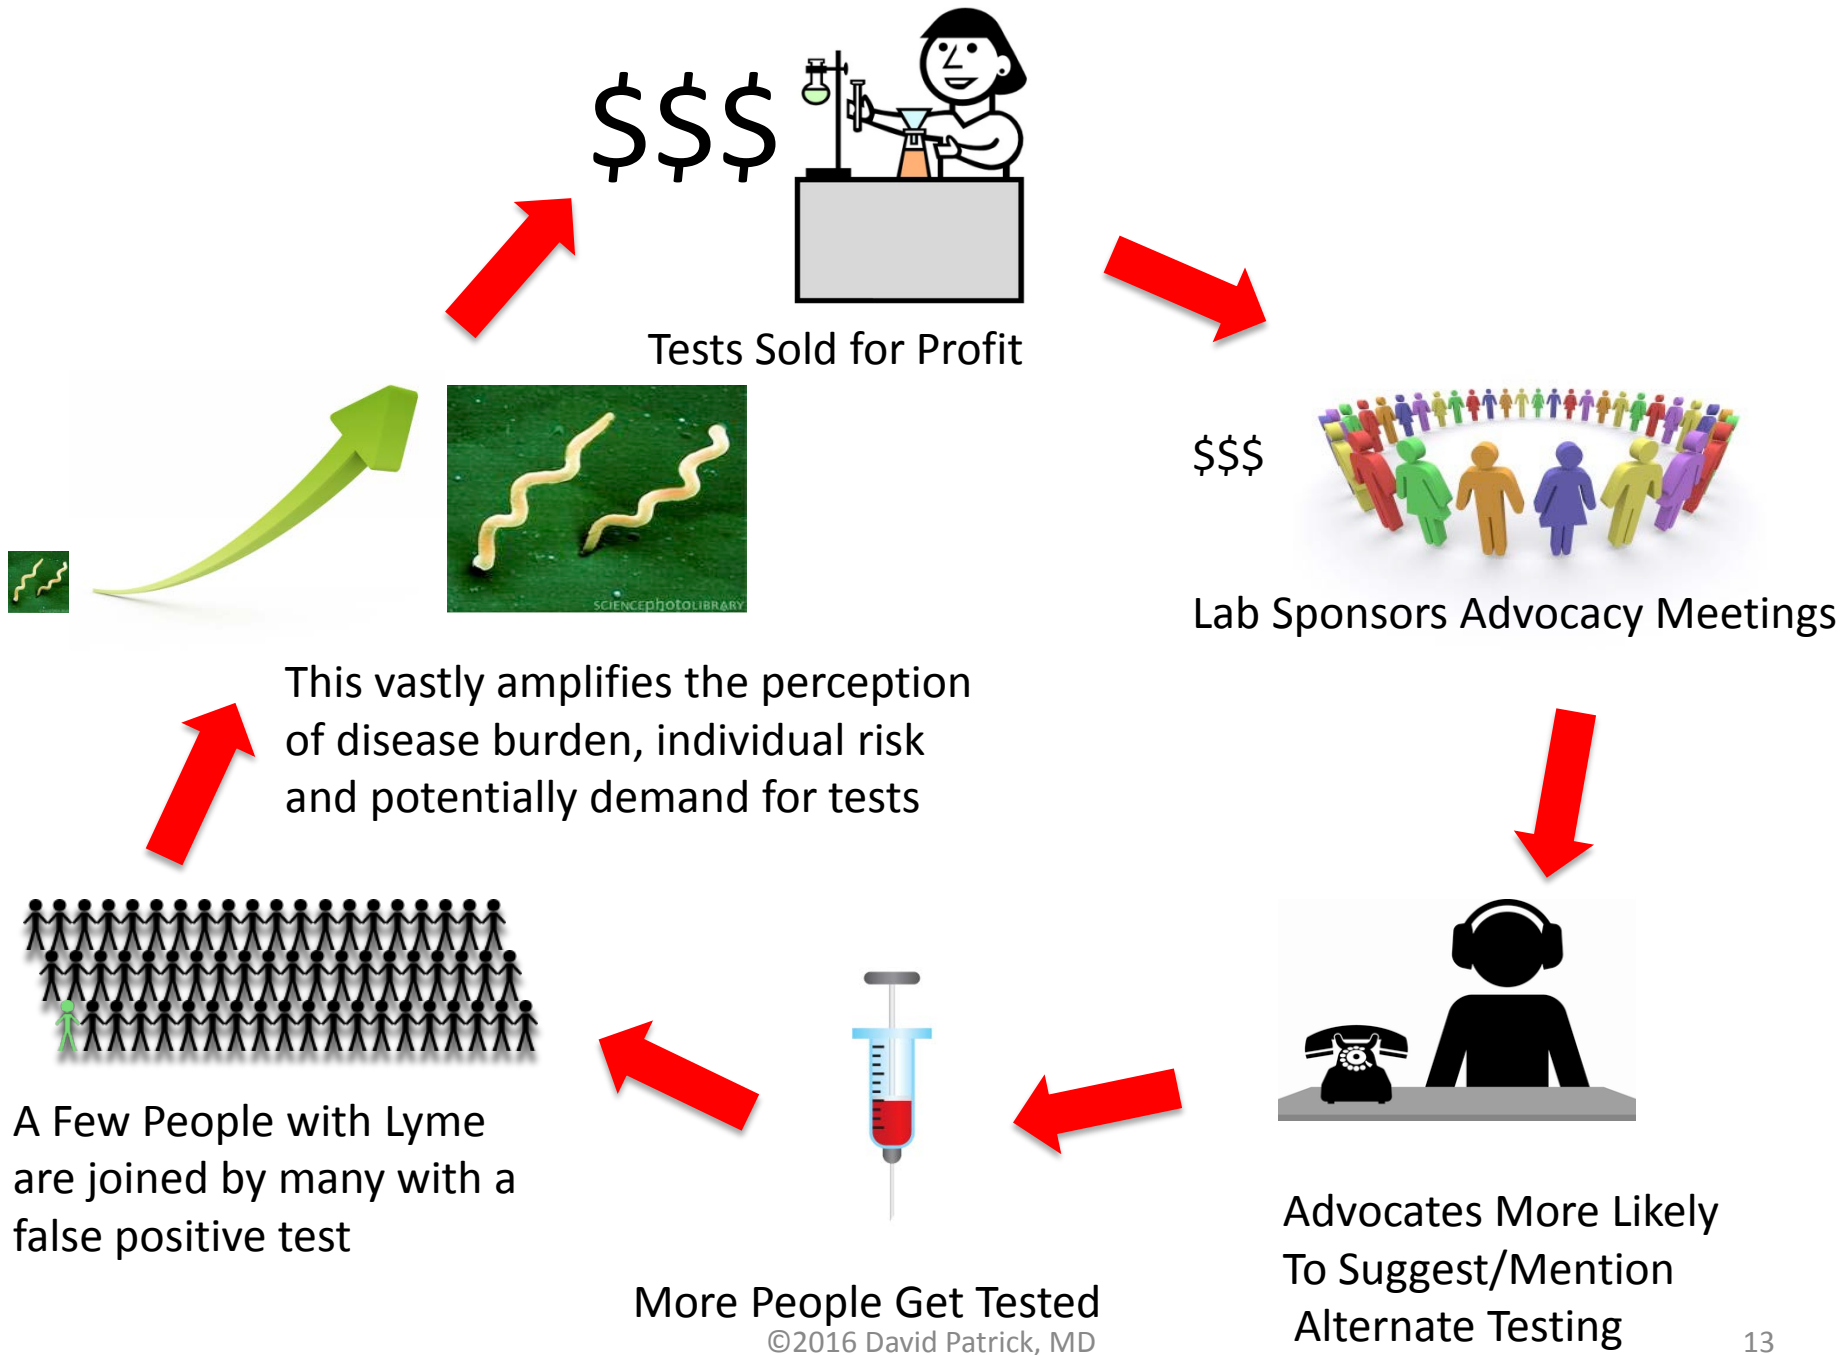 $$$
Tests Sold for Profit
$$$
Lab Sponsors Advocacy Meetings
SCIENCEPHOTOLIBRARY
This vastly amplifies the perception
of disease burden, individual risk
and potentially demand for tests
A Few People with Lyme
are joined by many with a
false positive test
Advocates More Likely
To Suggest/Mention
Alternate Testing
More People Get Tested
©2016 David Patrick, MD
13